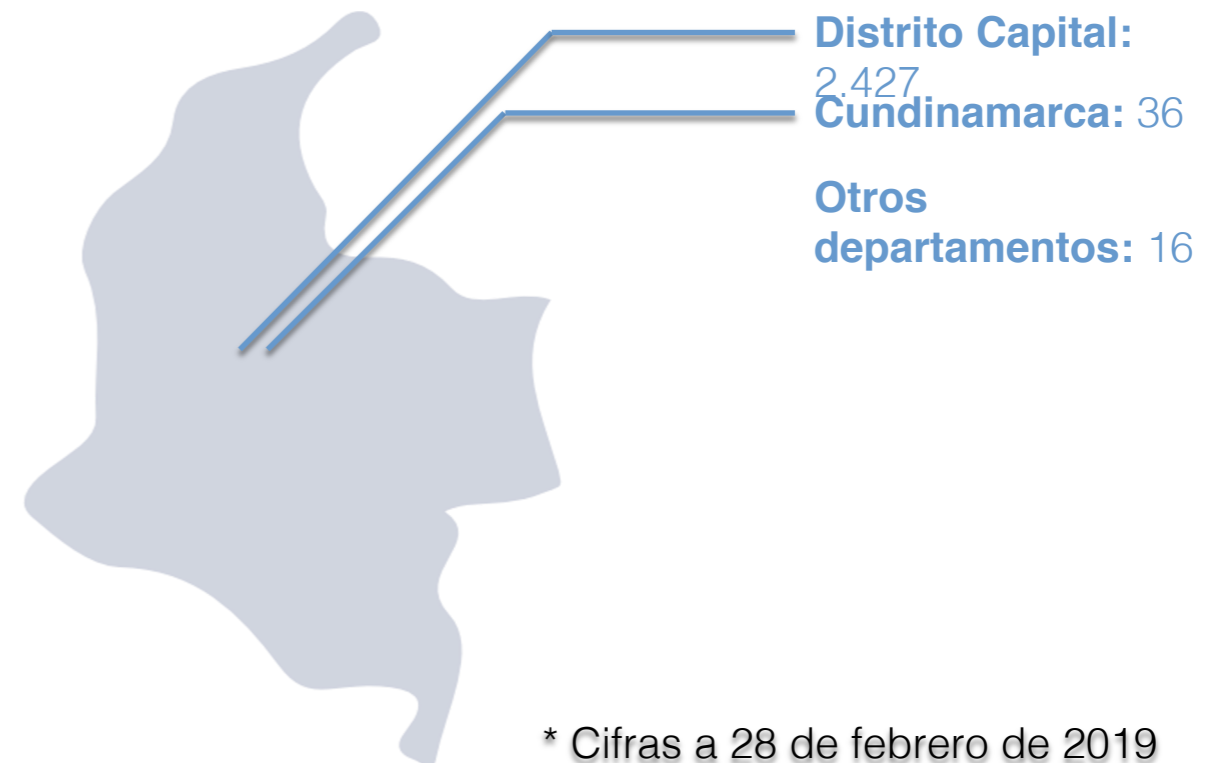 Distrito Capital:
2.427
Cundinamarca: 36
Otros
departamentos: 16
* Cifras a 28 de febrero de 2019